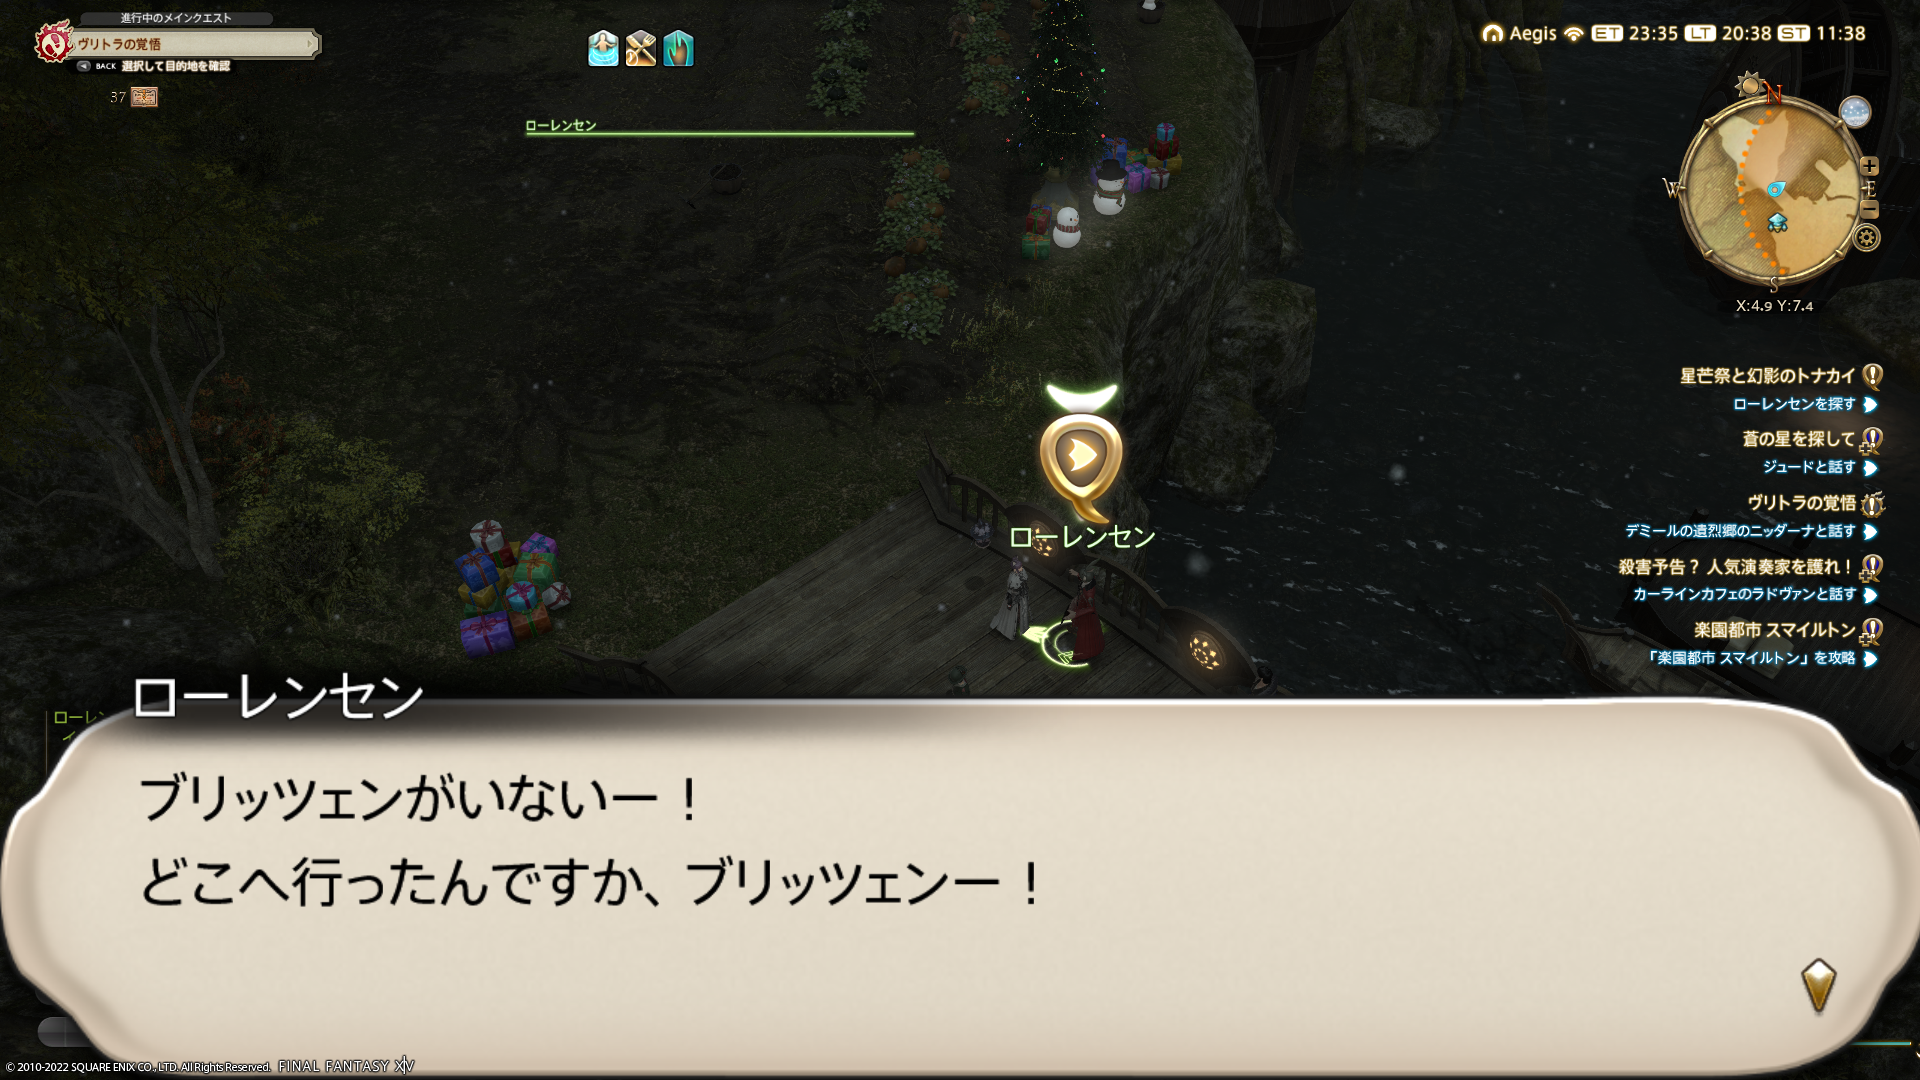 進行中のメインクエスト
ヴリトラの覚悟
BACK 選択して目的地を確認
37
ローレンセン
Aegis ET 23:35 LT 20:38 ST 11:38
N
W
E
S
X:4.9 Y:7.4
星芒祭と幻影のトナカイ
ローレンセンを探す
蒼の星を探して
ジュードと話す
ヴリトラの覚悟
デミールの遺烈郷のニッダーナと話す
殺害予告? 人気演奏家を護れ!
カーラインカフェのラドヴァンと話す
楽園都市 スマイルトン
「楽園都市 スマイルトン」を攻略
ローレンセン
ローレンセン
ブリッツェンがいないー!
どこへ行ったんですか、ブリッツェンー!
© 2010-2022 SQUARE ENIX CO., LTD. All Rights Reserved. FINAL FANTASY XIV